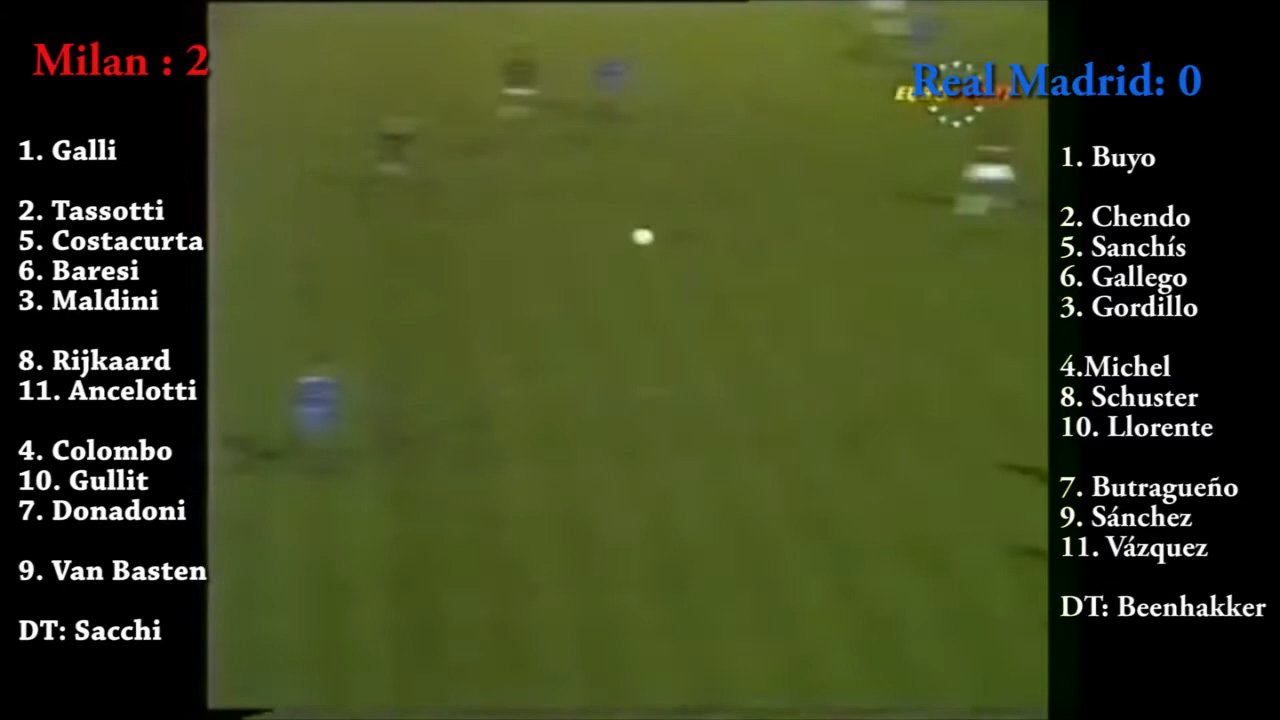 Milan : 2
1. Galli
2. Tassotti
5. Costacurta
6. Baresi
3. Maldini
8. Rijkaard
11. Ancelotti
4. Colombo
10. Gullit
7. Donadoni
9. Van Basten
DT: Sacchi
Real Madrid: 0
1. Buyo
2. Chendo
5. Sanchís
6. Gallego
3. Gordillo
4.Michel
8. Schuster
10. Llorente
7. Butragueño
9. Sánchez
11. Vázquez
DT: Beenhakker